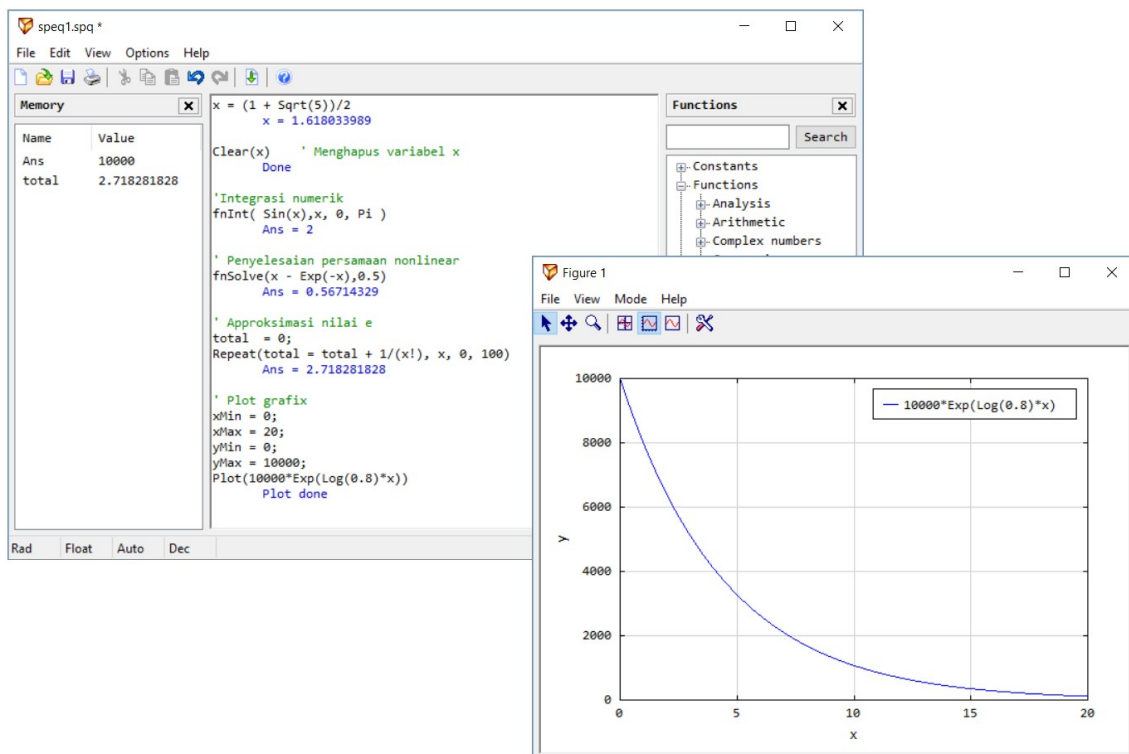 speq1.spq *
File Edit View Options Help
Memory
Name Value
Ans 10000
total 2.718281828
x = (1 + Sqrt(5))/2
x = 1.618033989
Clear(x) ' Menghapus variabel x
Done
'Integrasi numerik
fnInt( Sin(x),x, 0, Pi )
Ans = 2
' Penyelesaian persamaan nonlinear
fnSolve(x - Exp(-x),0.5)
Ans = 0.56714329
' Approksimasi nilai e
total = 0;
Repeat(total = total + 1/(x!), x, 0, 100)
Ans = 2.718281828
' Plot grafix
xMin = 0;
xMax = 20;
yMin = 0;
yMax = 10000;
Plot(10000*Exp(Log(0.8)*x))
Plot done
Functions
Search
Constants
Functions
Analysis
Arithmetic
Complex numbers
Rad Float Auto Dec
Figure 1
File View Mode Help
10000*Exp(Log(0.8)*x)
10000
8000
6000
4000
2000
0
y
0 5 10 15 20
x